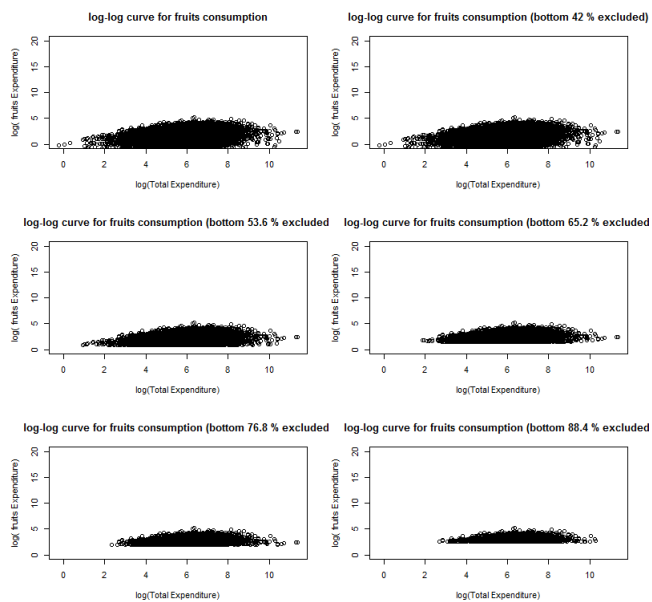 log-log curve for fruits consumption
20
15
10
5
0
log( fruits Expenditure)
0 2 4 6 8 10
log(Total Expenditure)
log-log curve for fruits consumption (bottom 42 % excluded)
20
15
10
5
0
log( fruits Expenditure)
0 2 4 6 8 10
log(Total Expenditure)
log-log curve for fruits consumption (bottom 53.6 % excluded
20
15
10
5
0
log( fruits Expenditure)
0 2 4 6 8 10
log(Total Expenditure)
log-log curve for fruits consumption (bottom 65.2 % excluded
20
15
10
5
0
log( fruits Expenditure)
0 2 4 6 8 10
log(Total Expenditure)
log-log curve for fruits consumption (bottom 76.8 % excluded
20
15
10
5
0
log( fruits Expenditure)
0 2 4 6 8 10
log(Total Expenditure)
log-log curve for fruits consumption (bottom 88.4 % excluded
20
15
10
5
0
log( fruits Expenditure)
0 2 4 6 8 10
log(Total Expenditure)